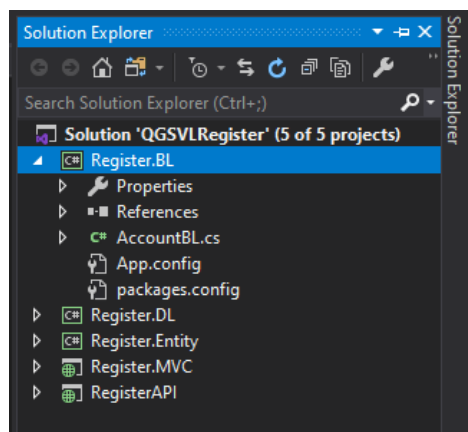 Solution Explorer
Search Solution Explorer (Ctrl+;)
Solution 'QGSVLRegister' (5 of 5 projects)
C# Register.BL
Properties
References
C# AccountBL.cs
App.config
packages.config
C# Register.DL
C# Register.Entity
Register.MVC
RegisterAPI
Solution Explorer